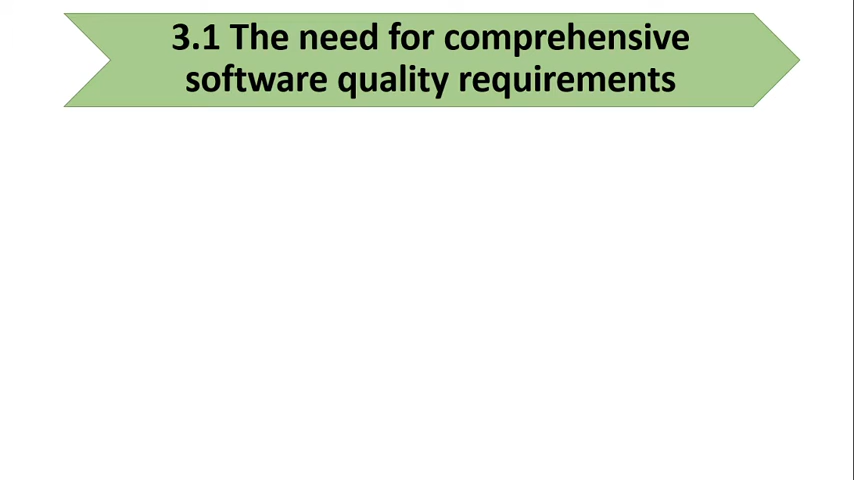 3.1 The need for comprehensive
software quality requirements